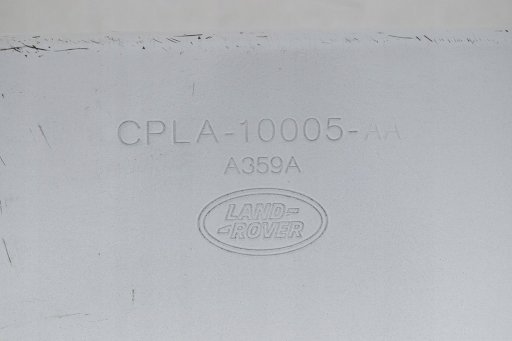 CPLA-10005-AA
A359A
LAND-
-ROVER